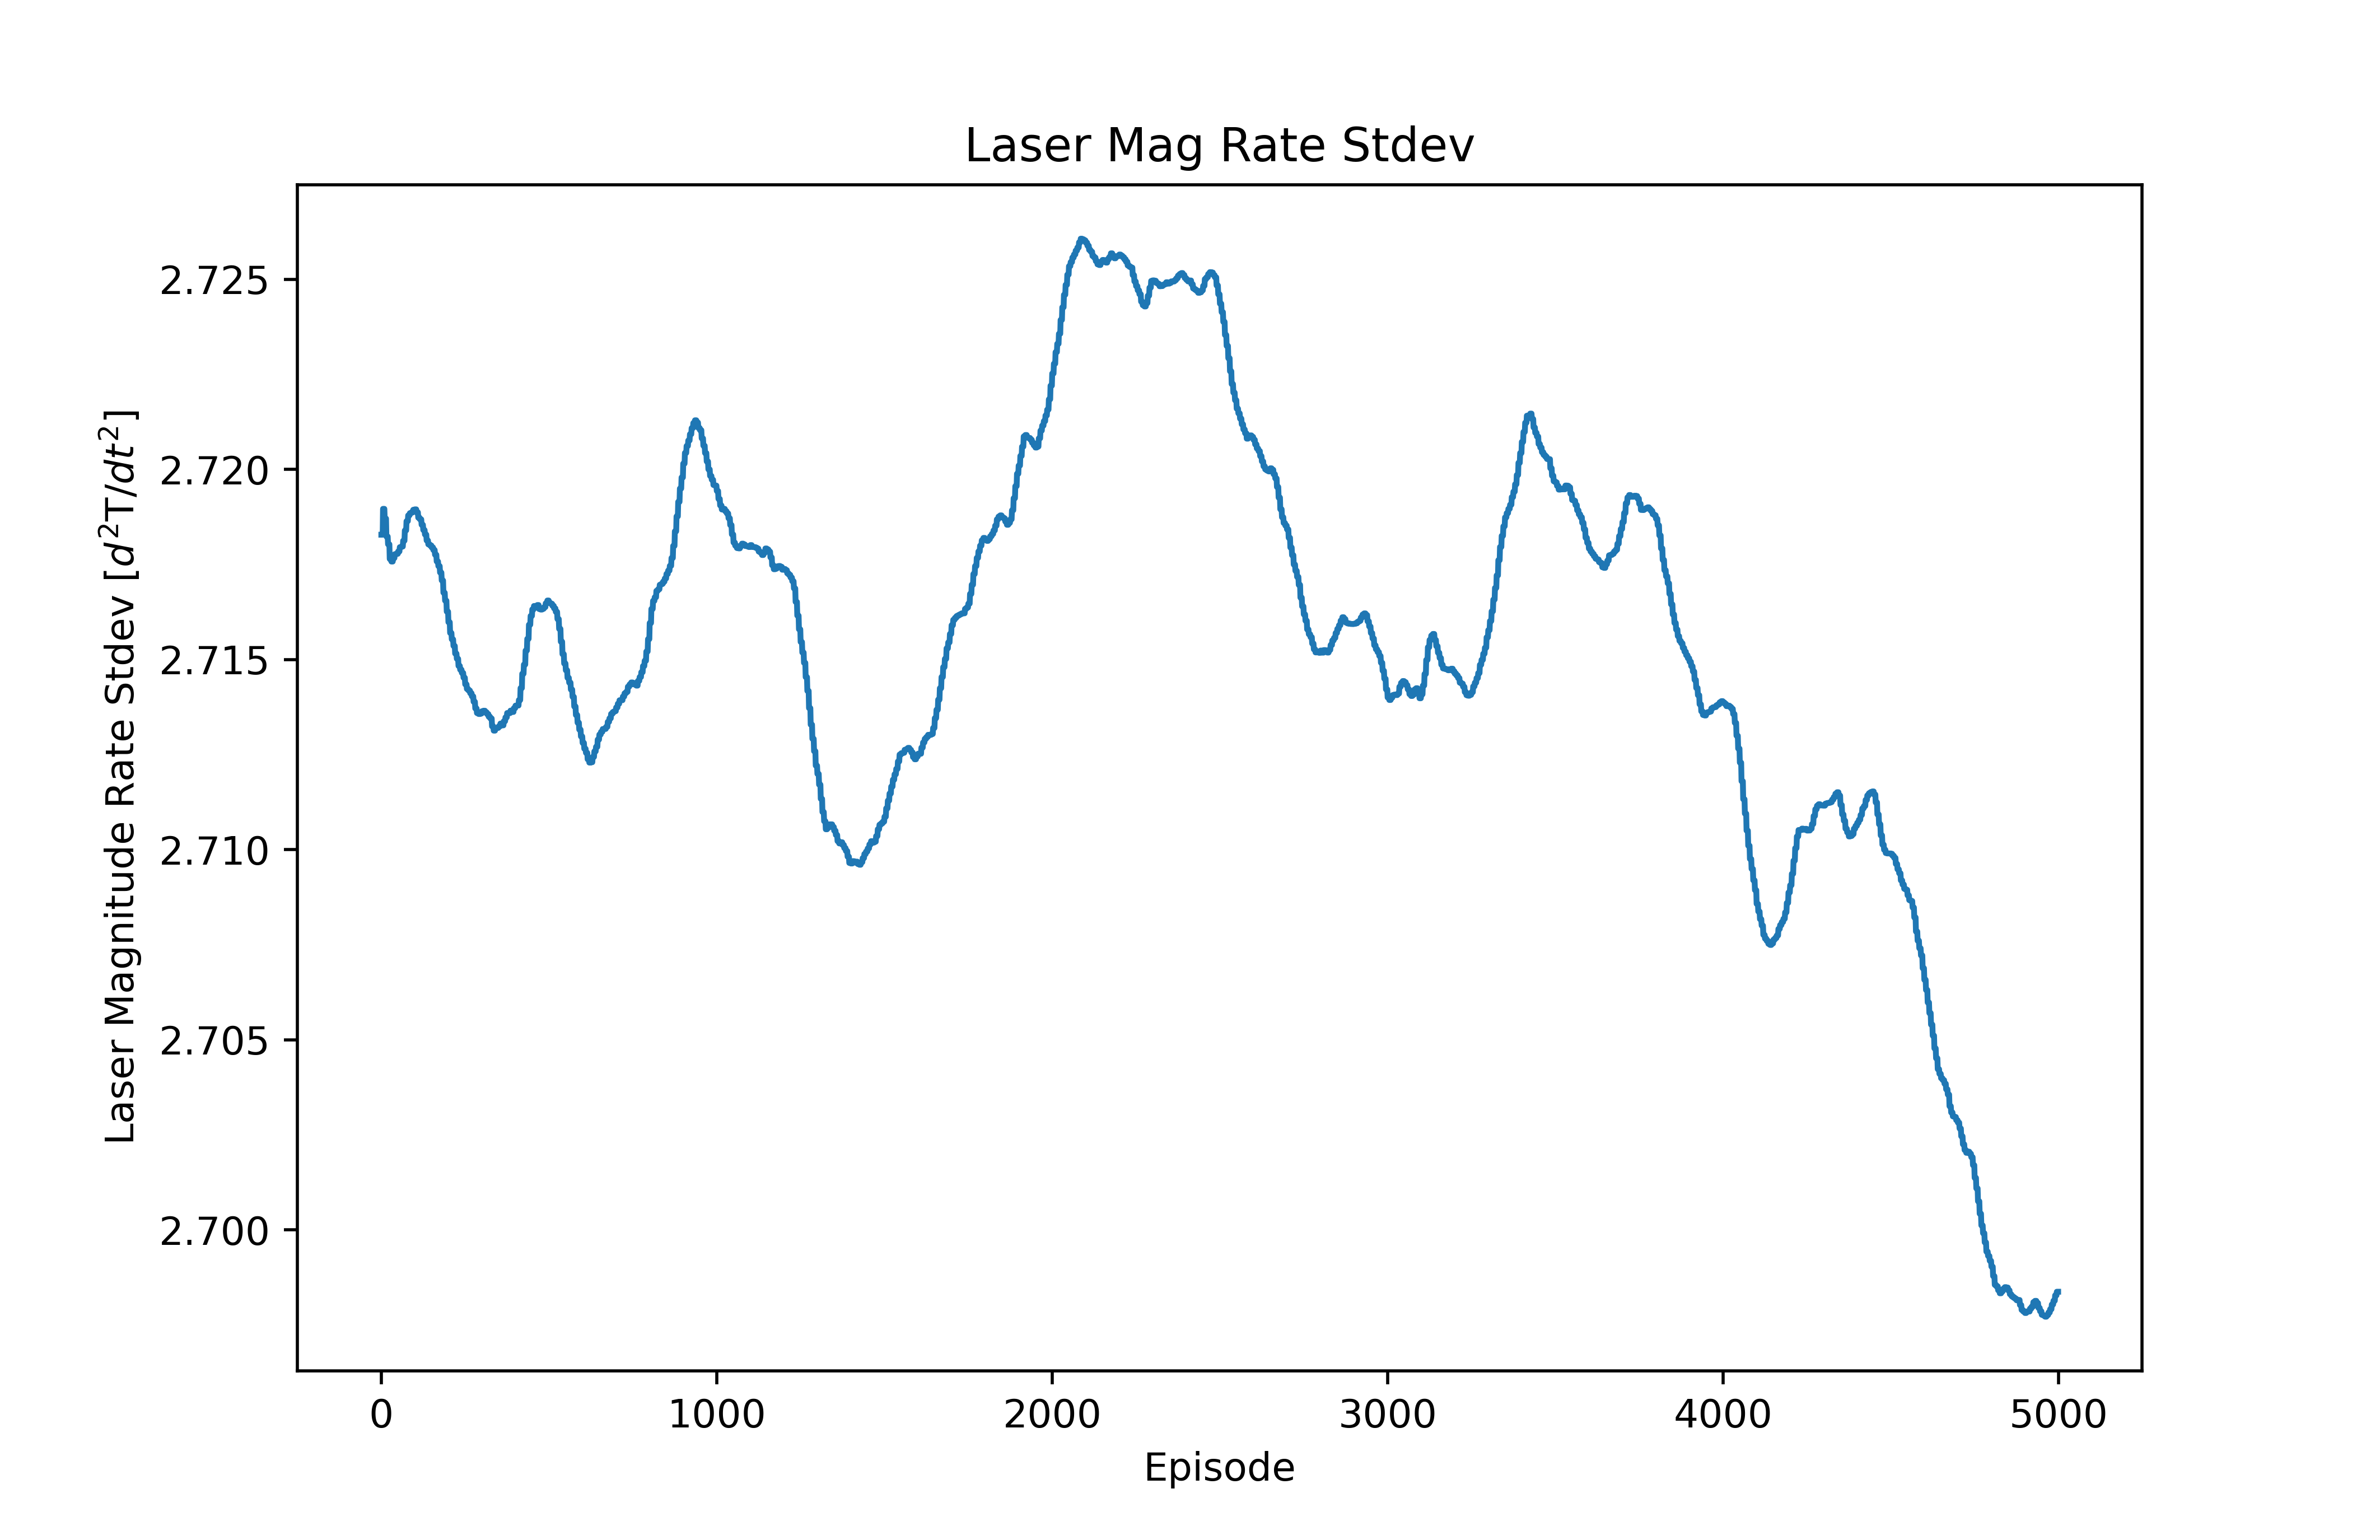 Laser Mag Rate Stdev
Laser Magnitude Rate Stdev [d²T/dt²]
2.725
2.720
2.715
2.710
2.705
2.700
0 1000 2000 3000 4000 5000
Episode